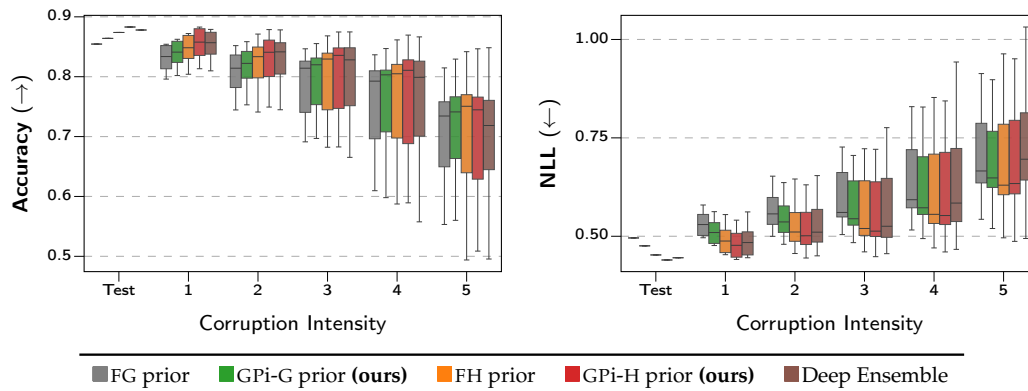 Accuracy (→)
0.9
0.8
0.7
0.6
0.5
Test 1 2 3 4 5
Corruption Intensity
NLL (←)
1.00
0.75
0.50
Test 1 2 3 4 5
Corruption Intensity
FG prior GPi-G prior (ours) FH prior GPi-H prior (ours) Deep Ensemble